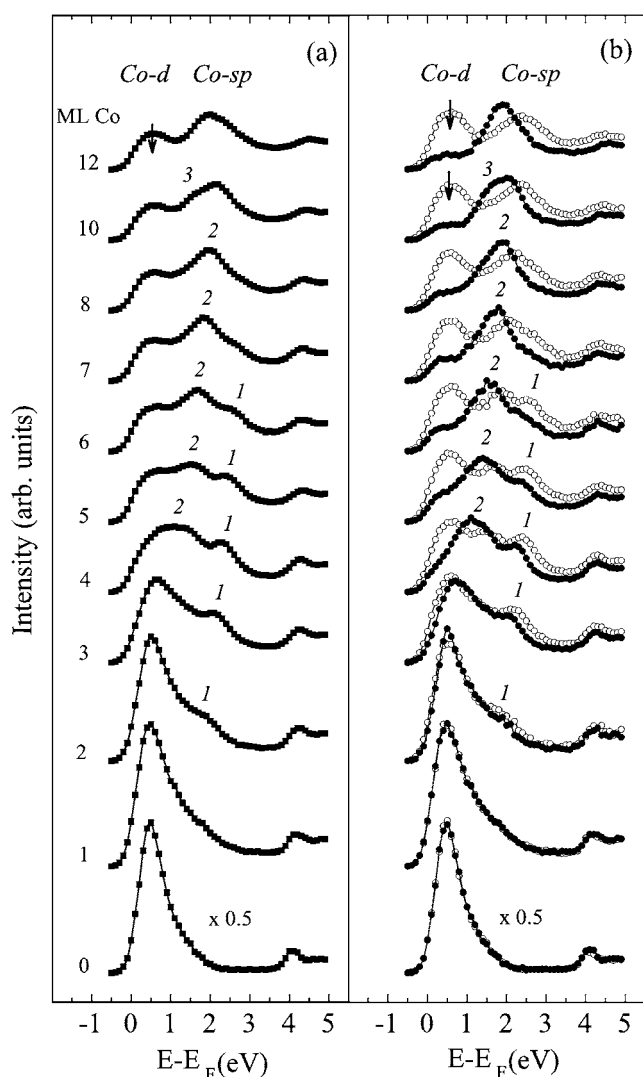 (a) (b)
Co-d Co-sp Co-d Co-sp
ML Co
12
3 3
10
2 2
8
2 2
7
2 1 2 1
6
2 1 2 1
5
2 1 2 1
4
1 1
3
1 1
2
1
x 0.5 x 0.5
0
Intensity (arb. units)
-1 0 1 2 3 4 5 -1 0 1 2 3 4 5
E-E_F(eV) E-E_F(eV)